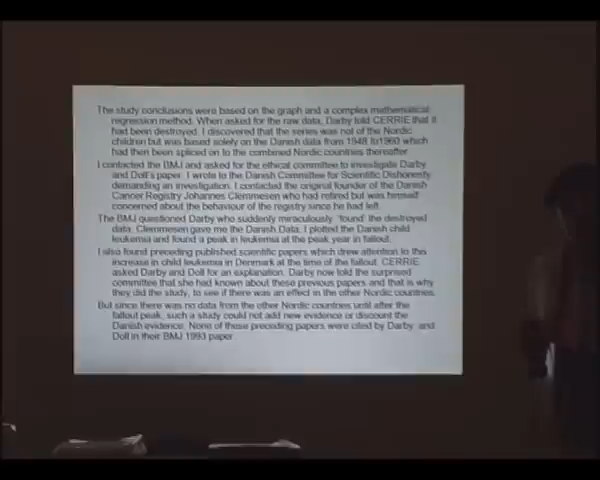 The study conclusions were based on the graph and a complex mathematical
regression method. When asked for the raw data, Darby told CERRIE that it
had been destroyed. I discovered that the series was not of the Nordic
children but was based solely on the Danish data from 1948 to1960 which
had then been spliced on to the combined Nordic countries thereafter.
I contacted the BMJ and asked for the ethical committee to investigate Darby
and Doll's paper. I wrote to the Danish Committee for Scientific Dishonesty
demanding an investigation. I contacted the original founder of the Danish
Cancer Registry Johannes Clemmesen who had retired but was himself
concerned about the behaviour of the registry since he had left.
The BMJ questioned Darby who suddenly miraculously 'found' the destroyed
data. Clemmesen gave me the Danish Data. I plotted the Danish child
leukemia and found a peak in leukemia at the peak year in fallout.
I also found preceding published scientific papers which drew attention to this
increase in child leukemia in Denmark at the time of the fallout. CERRIE
asked Darby and Doll for an explanation. Darby now told the surprised
committee that she had known about these previous papers and that is why
they did the study, to see if there was an effect in the other Nordic countries.
But since there was no data from the other Nordic countries until after the
fallout peak, such a study could not add new evidence or discount the
Danish evidence. None of these preceding papers were cited by Darby and
Doll in their BMJ 1993 paper.